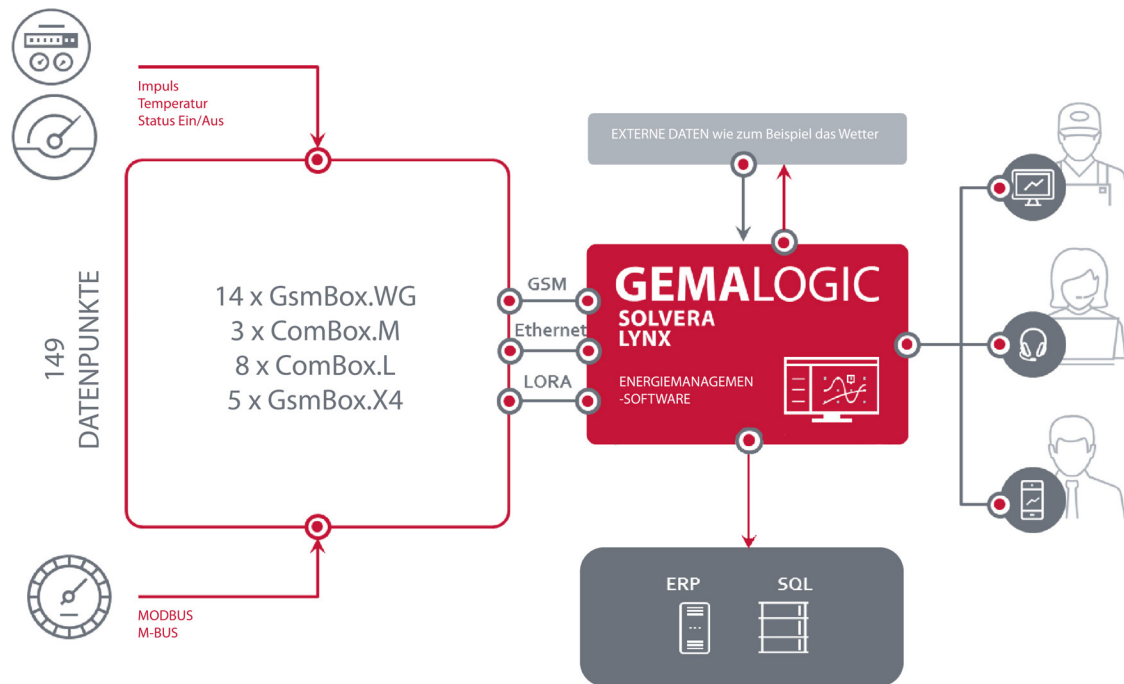 Impuls
Temperatur
Status Ein/Aus
149
DATENPUNKTE
14 x GsmBox.WG
3 x ComBox.M
8 x ComBox.L
5 x GsmBox.X4
MODBUS
M-BUS
GSM
Ethernet
LORA
EXTERNE DATEN wie zum Beispiel das Wetter
GEMALOGIC
SOLVERA
LYNX
ENERGIEMANAGEMEN
-SOFTWARE
ERP
SQL